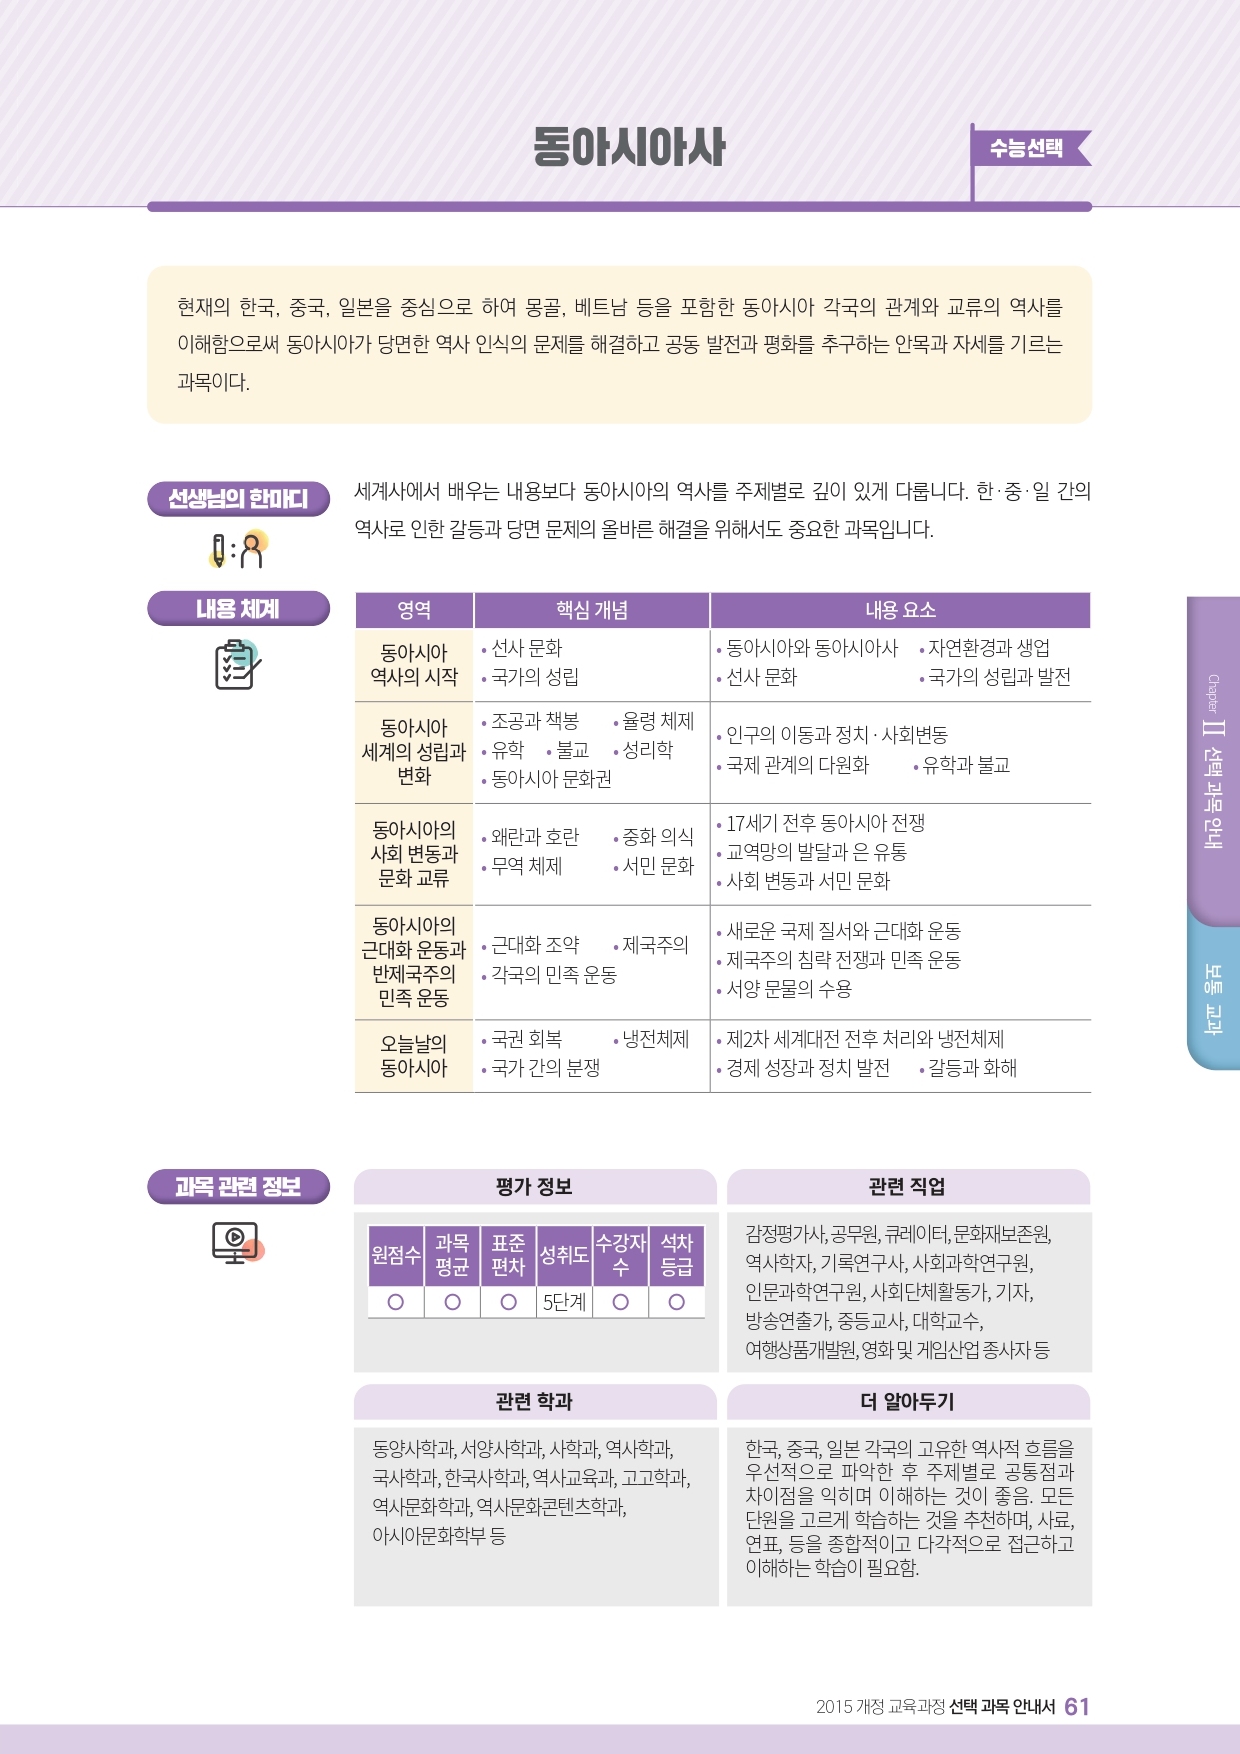 동아시아사
수능선택
현재의 한국, 중국, 일본을 중심으로 하여 몽골, 베트남 등을 포함한 동아시아 각국의 관계와 교류의 역사를
이해함으로써 동아시아가 당면한 역사 인식의 문제를 해결하고 공동 발전과 평화를 추구하는 안목과 자세를 기르는
과목이다.
선생님의 한마디
세계사에서 배우는 내용보다 동아시아의 역사를 주제별로 깊이 있게 다룹니다. 한·중·일 간의
역사로 인한 갈등과 당면 문제의 올바른 해결을 위해서도 중요한 과목입니다.
내용 체계
영역 핵심 개념 내용 요소
동아시아
역사의 시작
• 선사 문화
• 국가의 성립
• 동아시아와 동아시아사 • 자연환경과 생업
• 선사 문화 • 국가의 성립과 발전
동아시아
세계의 성립과
변화
• 조공과 책봉 • 율령 체제
• 유학 • 불교 • 성리학
• 동아시아 문화권
• 인구의 이동과 정치·사회변동
• 국제 관계의 다원화 • 유학과 불교
동아시아의
사회 변동과
문화 교류
• 왜란과 호란 • 중화 의식
• 무역 체제 • 서민 문화
• 17세기 전후 동아시아 전쟁
• 교역망의 발달과 은 유통
• 사회 변동과 서민 문화
동아시아의
근대화 운동과
반제국주의
민족 운동
• 근대화 조약 • 제국주의
• 각국의 민족 운동
• 새로운 국제 질서와 근대화 운동
• 제국주의 침략 전쟁과 민족 운동
• 서양 문물의 수용
오늘날의
동아시아
• 국권 회복 • 냉전체제
• 국가 간의 분쟁
• 제2차 세계대전 전후 처리와 냉전체제
• 경제 성장과 정치 발전 • 갈등과 화해
과목 관련 정보
평가 정보
원점수 과목 평균 표준 편차 성취도 수강자 수 석차 등급
○ ○ ○ 5단계 ○ ○
관련 직업
감정평가사, 공무원, 큐레이터, 문화재보존원,
역사학자, 기록연구사, 사회과학연구원,
인문과학연구원, 사회단체활동가, 기자,
방송연출가, 중등교사, 대학교수,
여행상품개발원, 영화 및 게임산업 종사자 등
관련 학과
동양사학과, 서양사학과, 사학과, 역사학과,
국사학과, 한국사학과, 역사교육과, 고고학과,
역사문화학과, 역사문화콘텐츠학과,
아시아문화학부 등
더 알아두기
한국, 중국, 일본 각국의 고유한 역사적 흐름을
우선적으로 파악한 후 주제별로 공통점과
차이점을 익히며 이해하는 것이 좋음. 모든
단원을 고르게 학습하는 것을 추천하며, 사료,
연표, 등을 종합적이고 다각적으로 접근하고
이해하는 학습이 필요함.
Chapter II 선택 과목 안내
보통 교과
2015 개정 교육과정 선택 과목 안내서 61